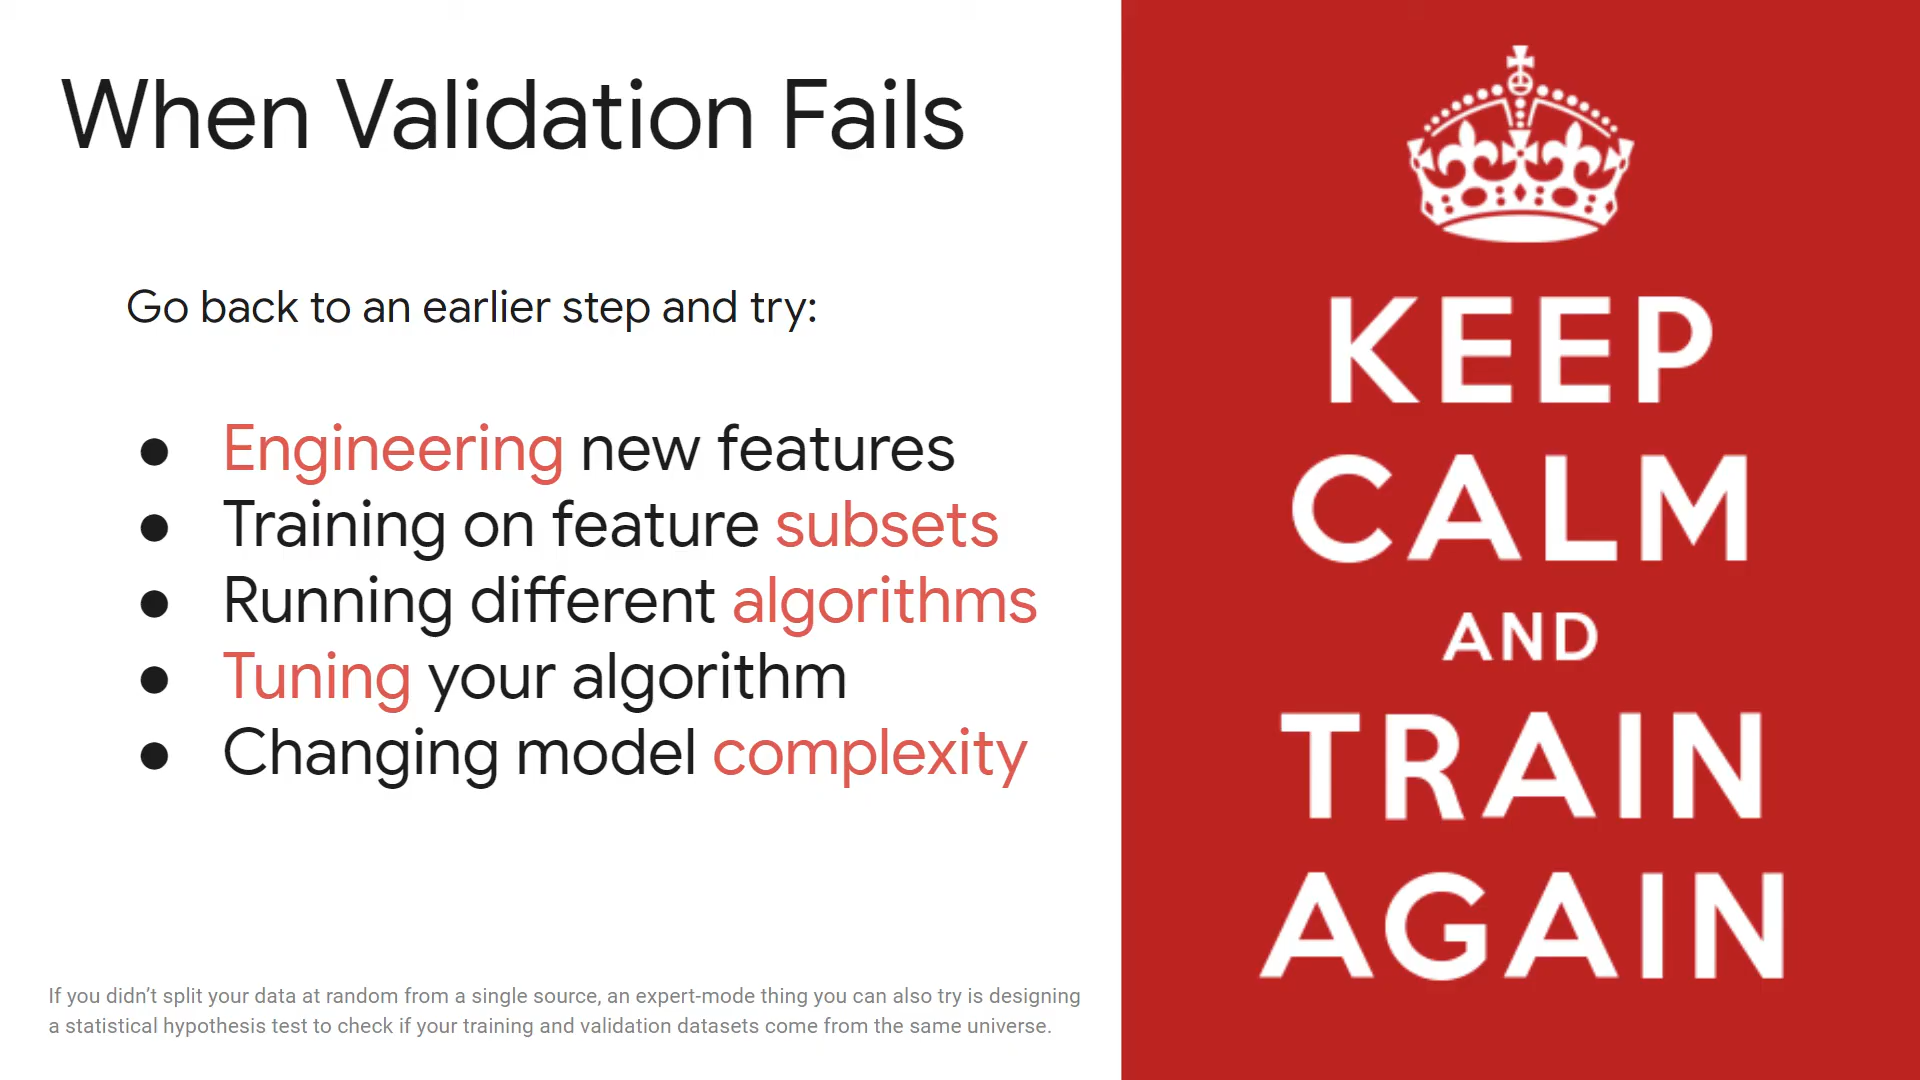 When Validation Fails
Go back to an earlier step and try:
● Engineering new features
● Training on feature subsets
● Running different algorithms
● Tuning your algorithm
● Changing model complexity
If you didn’t split your data at random from a single source, an expert-mode thing you can also try is designing
a statistical hypothesis test to check if your training and validation datasets come from the same universe.
KEEP
CALM
AND
TRAIN
AGAIN